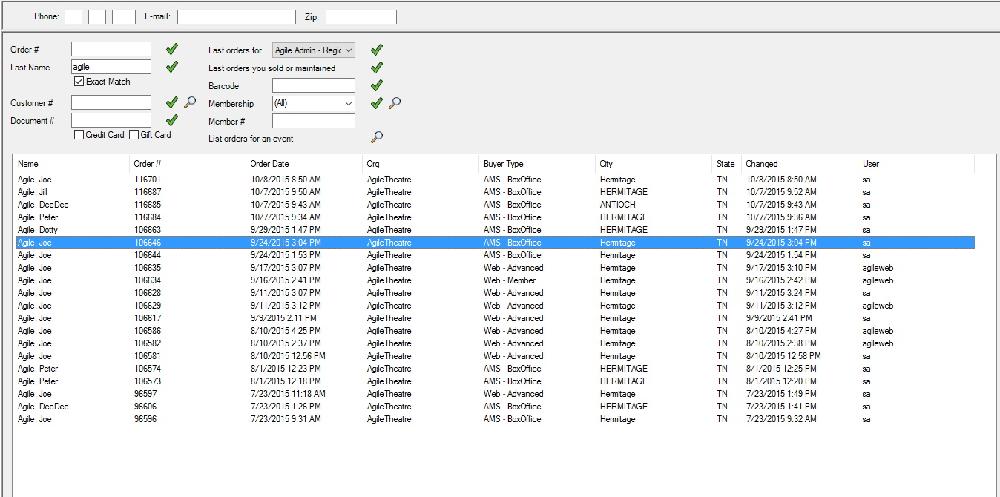 Phone: E-mail: Zip:
Order # Last orders for Agile Admin - Regic
Last Name agile Last orders you sold or maintained
Exact Match Barcode
Customer # Membership (All)
Document # Member #
Credit Card Gift Card List orders for an event
Name Order # Order Date Org Buyer Type City State Changed User
Agile, Joe 116701 10/8/2015 8:50 AM AgileTheatre AMS - BoxOffice Hermitage TN 10/8/2015 8:50 AM sa
Agile, Jill 116687 10/7/2015 9:50 AM AgileTheatre AMS - BoxOffice HERMITAGE TN 10/7/2015 9:52 AM sa
Agile, DeeDee 116685 10/7/2015 9:43 AM AgileTheatre AMS - BoxOffice ANTIOCH TN 10/7/2015 9:43 AM sa
Agile, Peter 116684 10/7/2015 9:34 AM AgileTheatre AMS - BoxOffice HERMITAGE TN 10/7/2015 9:36 AM sa
Agile, Dotty 106663 9/29/2015 1:47 PM AgileTheatre AMS - BoxOffice HERMITAGE TN 9/29/2015 1:47 PM sa
Agile, Joe 106646 9/24/2015 3:04 PM AgileTheatre AMS - BoxOffice Hermitage TN 9/24/2015 3:04 PM sa
Agile, Joe 106644 9/24/2015 1:53 PM AgileTheatre AMS - BoxOffice Hermitage TN 9/24/2015 1:54 PM sa
Agile, Joe 106635 9/17/2015 3:07 PM AgileTheatre Web - Advanced Hermitage TN 9/17/2015 3:10 PM agileweb
Agile, Joe 106634 9/16/2015 2:41 PM AgileTheatre Web - Member Hermitage TN 9/16/2015 2:42 PM agileweb
Agile, Joe 106628 9/11/2015 3:07 PM AgileTheatre Web - Advanced Hermitage TN 9/11/2015 3:24 PM sa
Agile, Joe 106629 9/11/2015 3:12 PM AgileTheatre Web - Advanced Hermitage TN 9/11/2015 3:12 PM agileweb
Agile, Joe 106617 9/9/2015 2:11 PM AgileTheatre Web - Advanced Hermitage TN 9/9/2015 2:41 PM sa
Agile, Joe 106586 8/10/2015 4:25 PM AgileTheatre Web - Advanced Hermitage TN 8/10/2015 4:27 PM agileweb
Agile, Joe 106582 8/10/2015 2:37 PM AgileTheatre Web - Advanced Hermitage TN 8/10/2015 2:38 PM agileweb
Agile, Joe 106581 8/10/2015 12:56 PM AgileTheatre Web - Advanced Hermitage TN 8/10/2015 12:58 PM sa
Agile, Peter 106574 8/1/2015 12:23 PM AgileTheatre AMS - BoxOffice HERMITAGE TN 8/1/2015 12:25 PM sa
Agile, Peter 106573 8/1/2015 12:18 PM AgileTheatre AMS - BoxOffice HERMITAGE TN 8/1/2015 12:20 PM sa
Agile, Joe 96597 7/23/2015 11:18 AM AgileTheatre Web - Advanced Hermitage TN 7/23/2015 1:49 PM sa
Agile, DeeDee 96606 7/23/2015 1:26 PM AgileTheatre AMS - BoxOffice HERMITAGE TN 7/23/2015 1:41 PM sa
Agile, Joe 96596 7/23/2015 9:31 AM AgileTheatre AMS - BoxOffice Hermitage TN 7/23/2015 9:32 AM sa